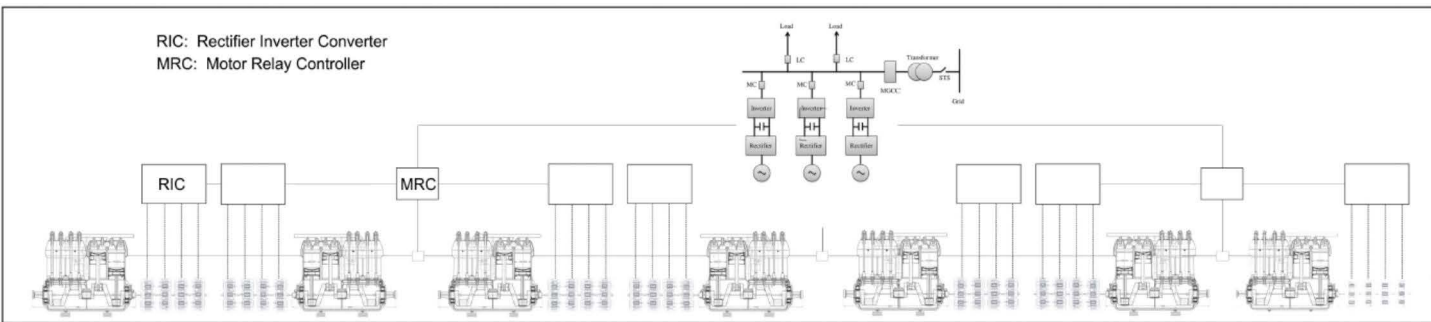 RIC: Rectifier Inverter Converter
MRC: Motor Relay Controller
Load
Load
LC
LC
Transformer
MC
MC
MC
MGCC
STS
Grid
Inverter
Inverter
Inverter
Rectifier
Rectifier
Rectifier
RIC
MRC